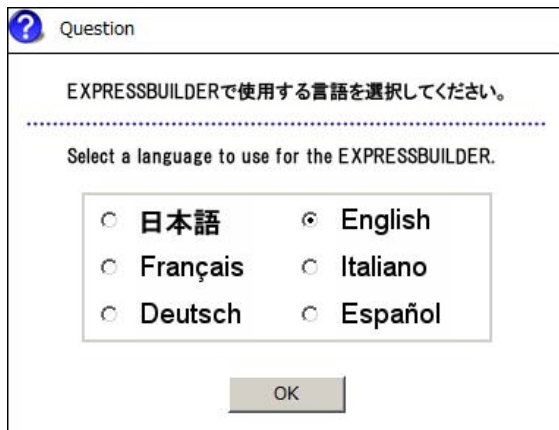 Question
EXPRESSBUILDERで使用する言語を選択してください。
Select a language to use for the EXPRESSBUILDER.
日本語 English
Français Italiano
Deutsch Español
OK